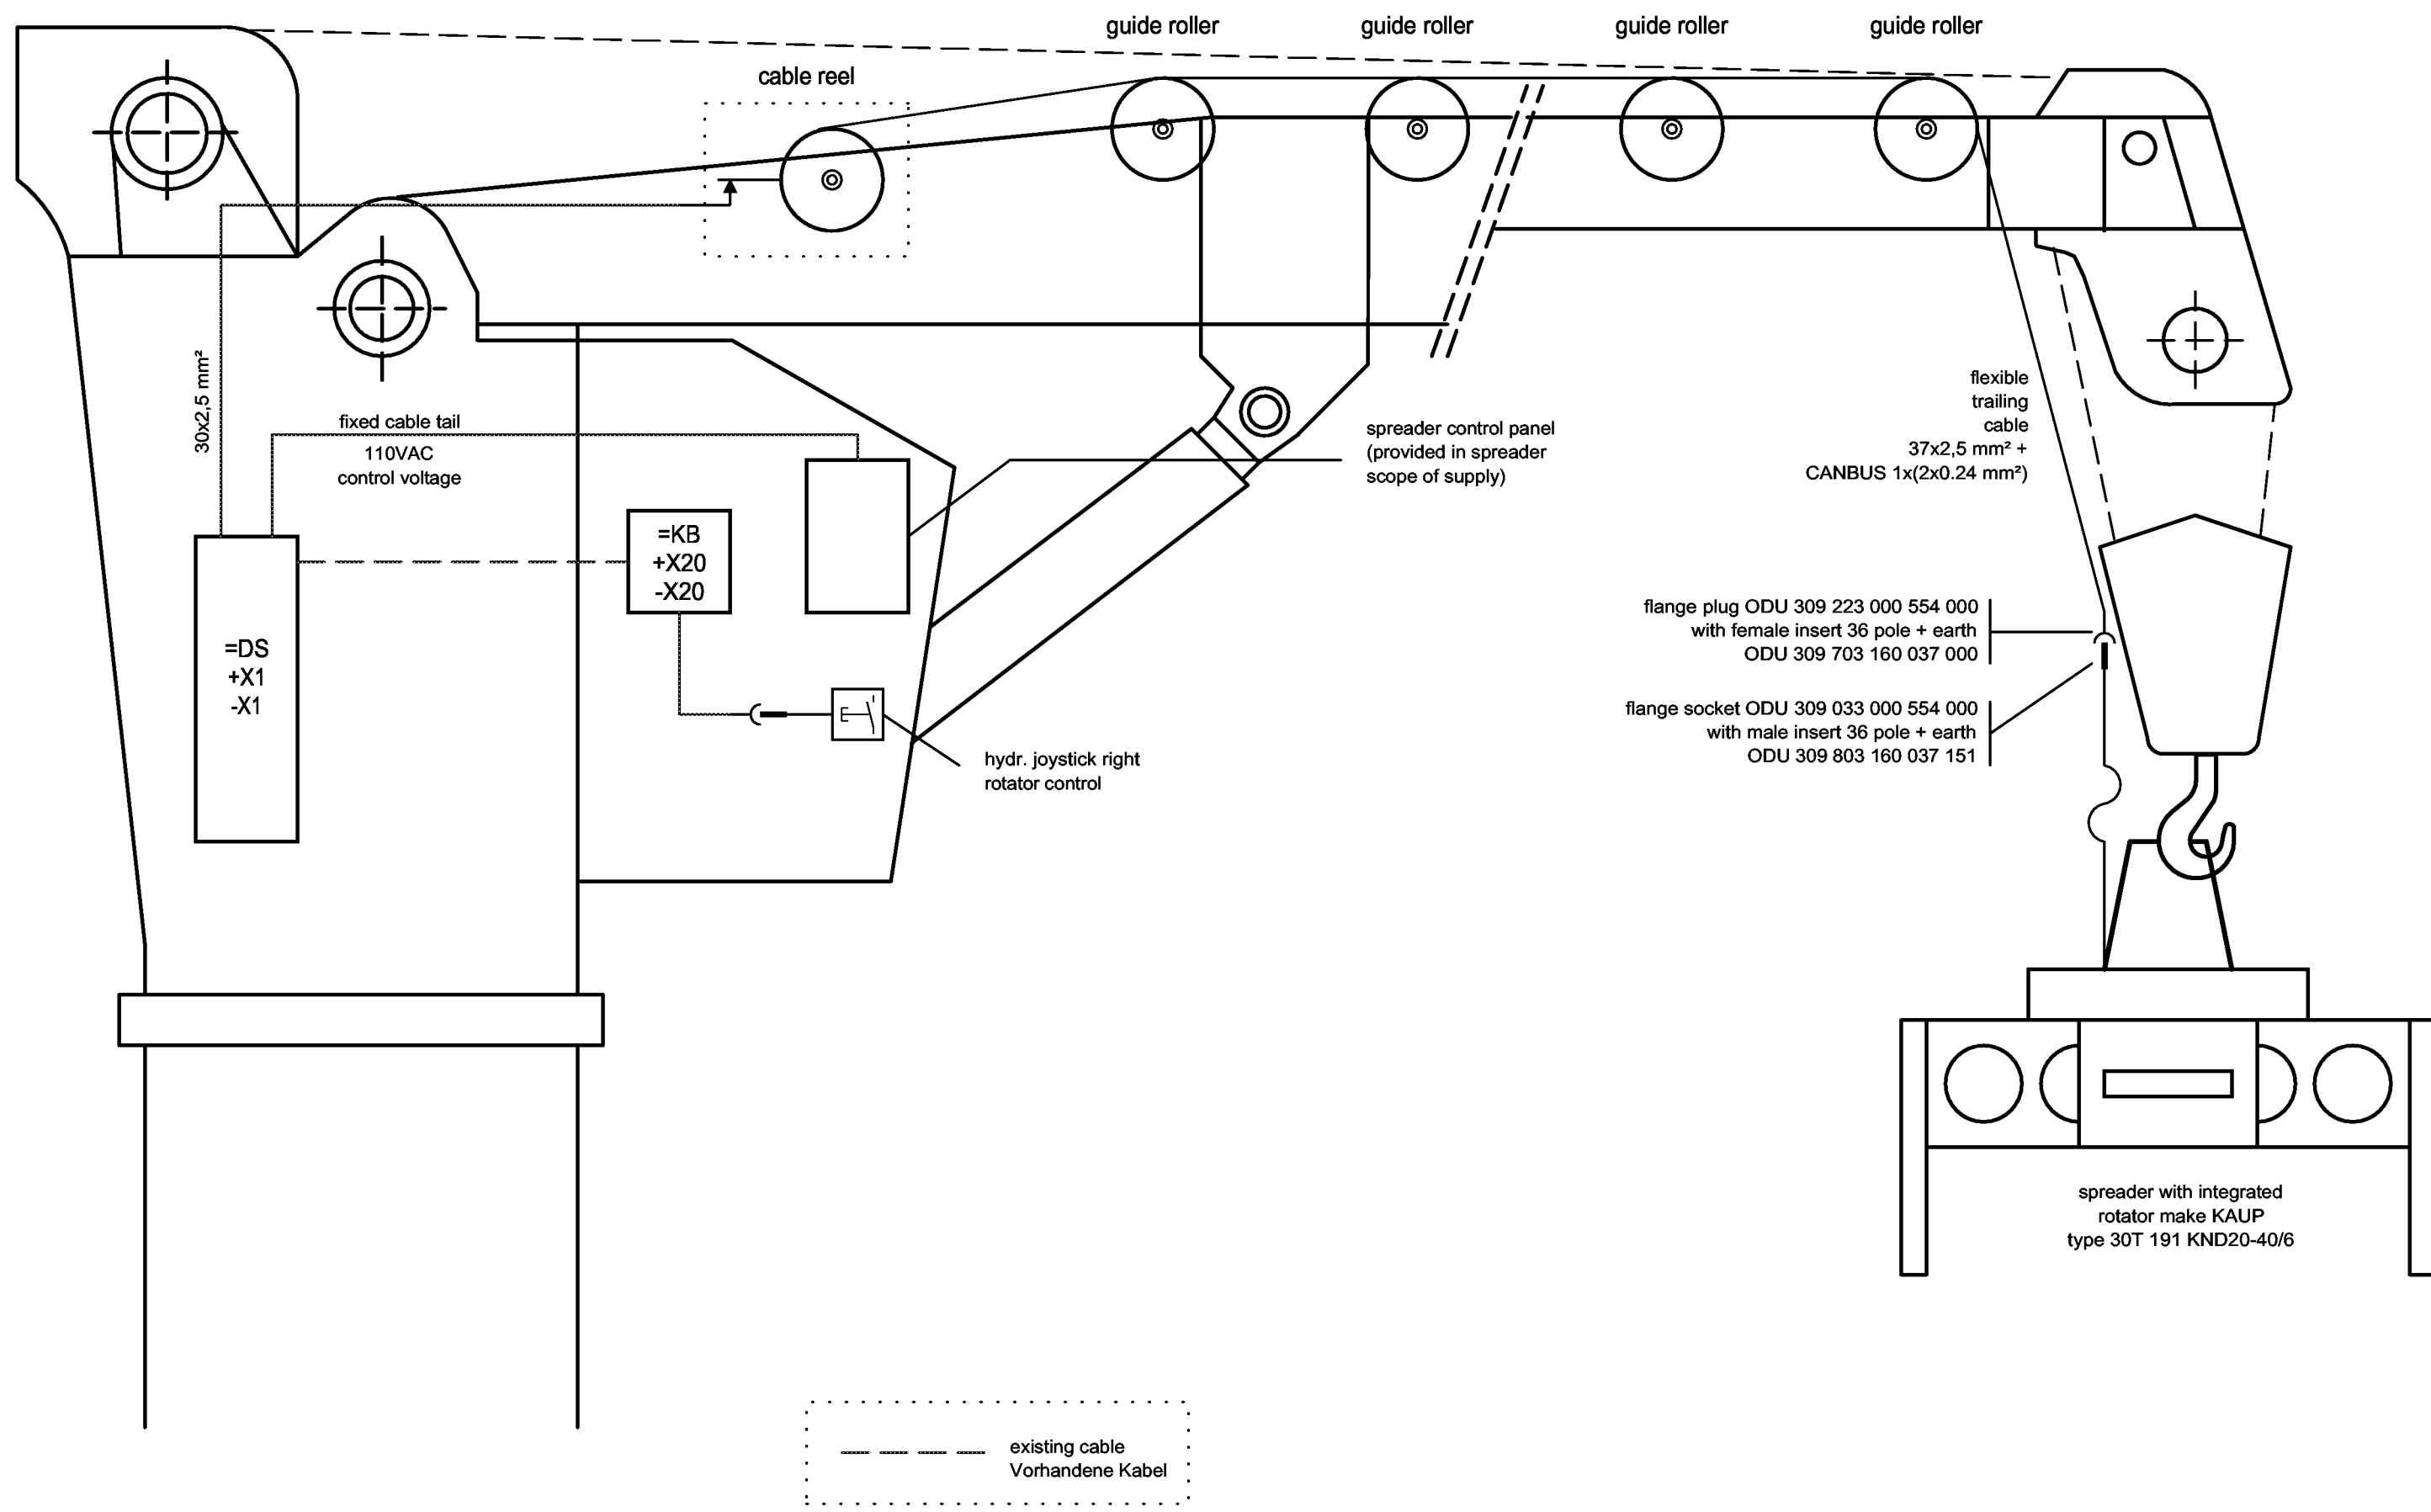 guide roller
guide roller
guide roller
guide roller
cable reel
30x2,5 mm²
fixed cable tail
110VAC
control voltage
spreader control panel
(provided in spreader
scope of supply)
flexible
trailing
cable
37x2,5 mm² +
CANBUS 1x(2x0.24 mm²)
=KB
+X20
-X20
=DS
+X1
-X1
flange plug ODU 309 223 000 554 000
with female insert 36 pole + earth
ODU 309 703 160 037 000
flange socket ODU 309 033 000 554 000
with male insert 36 pole + earth
ODU 309 803 160 037 151
hydr. joystick right
rotator control
spreader with integrated
rotator make KAUP
type 30T 191 KND20-40/6
existing cable
Vorhandene Kabel